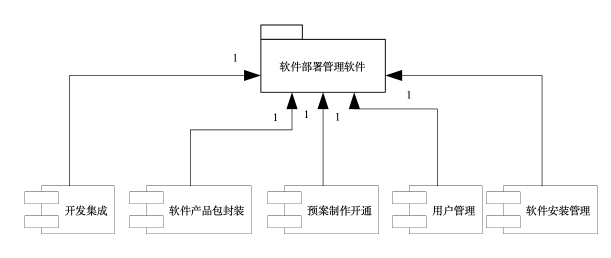 1
软件部署管理软件
1
1
1
1
开发集成
软件产品包封装
预案制作开通
用户管理
软件安装管理